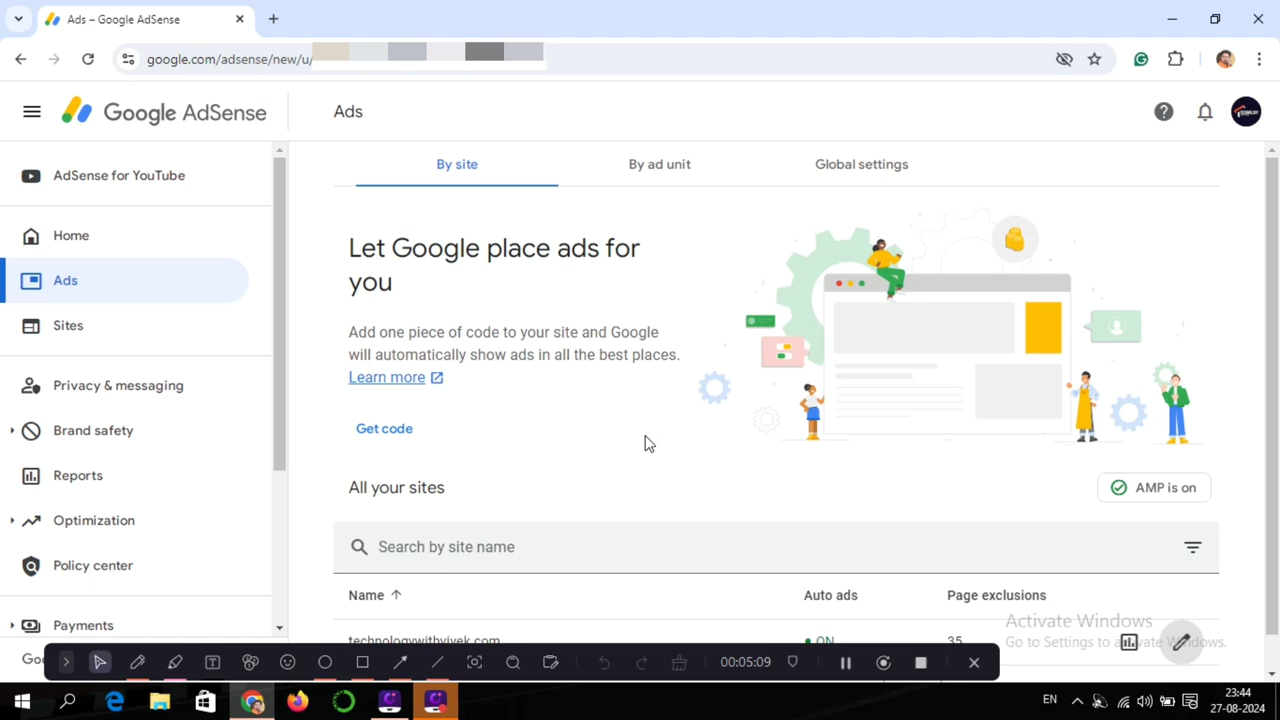 Ads – Google AdSense
google.com/adsense/new/u/
Google AdSense
Ads
AdSense for YouTube
Home
Ads
Sites
Privacy & messaging
Brand safety
Reports
Optimization
Policy center
Payments
Goo
By site
By ad unit
Global settings
Let Google place ads for
you
Add one piece of code to your site and Google
will automatically show ads in all the best places.
Learn more
Get code
All your sites
AMP is on
Search by site name
Name
Auto ads
Page exclusions
technologywithvivek.com
ON
35
Activate Windows
Go to Settings to activate Windows.
00:05:09
EN
23:44
27-08-2024